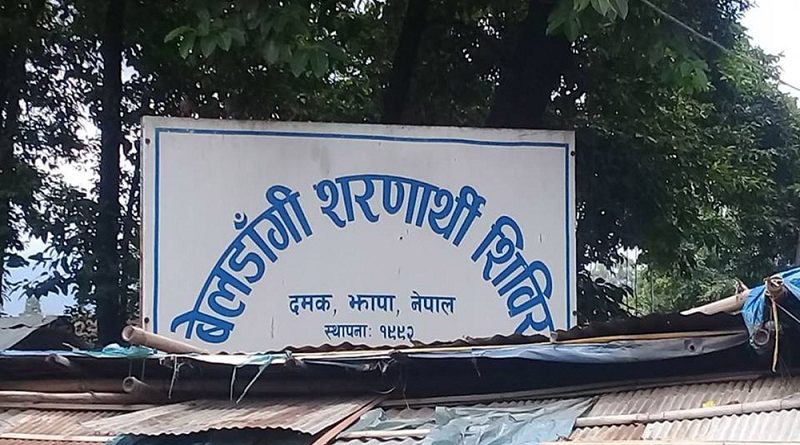 बेलडाँगी शरणार्थी शिविर
दमक, झापा, नेपाल
स्थापनाः १९९२